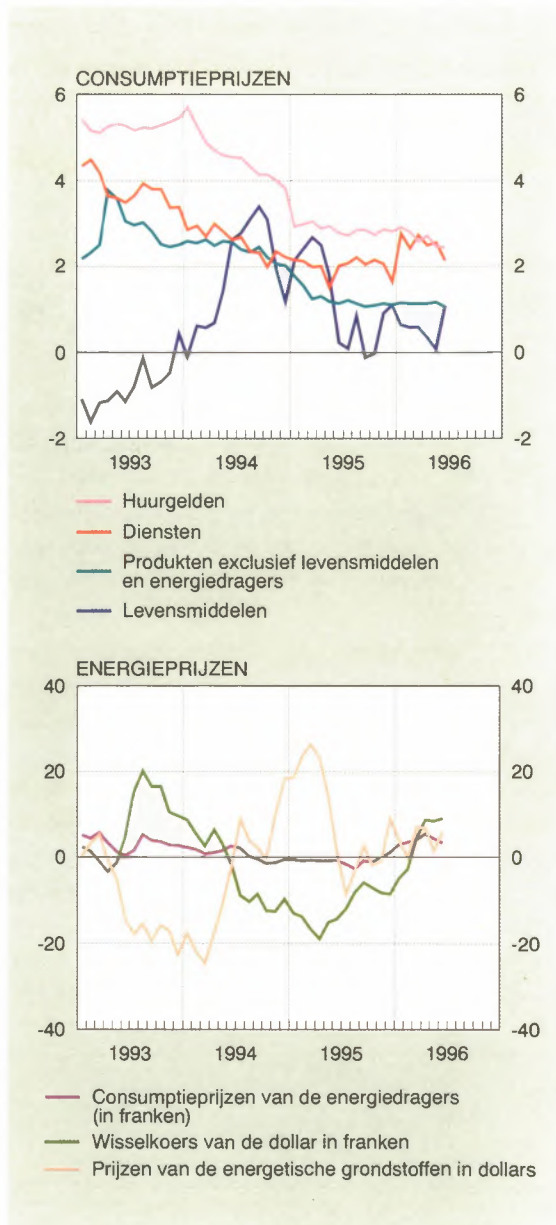 CONSUMPTIEPRIJZEN
6 6
4 4
2 2
0 0
-2 -2
1993 1994 1995 1996
Huurgelden
Diensten
Produkten exclusief levensmiddelen
en energiedragers
Levensmiddelen
ENERGIEPRIJZEN
40 40
20 20
0 0
-20 -20
-40 -40
1993 1994 1995 1996
Consumptieprijzen van de energiedragers
(in franken)
Wisselkoers van de dollar in franken
Prijzen van de energetische grondstoffen in dollars